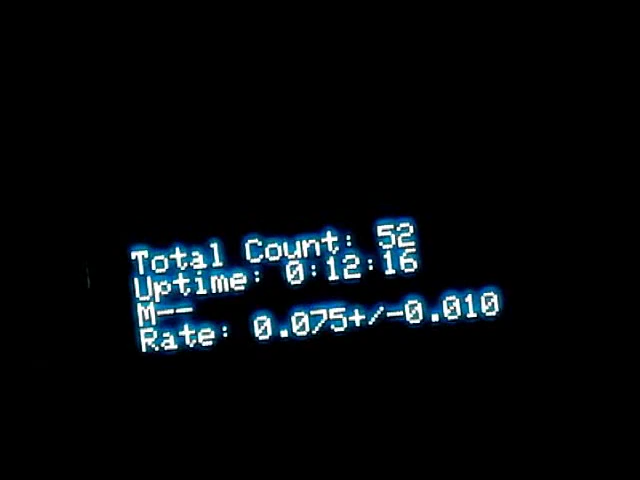 Total Count: 52
Uptime: 0:12:16
M--
Rate: 0.075+/-0.010